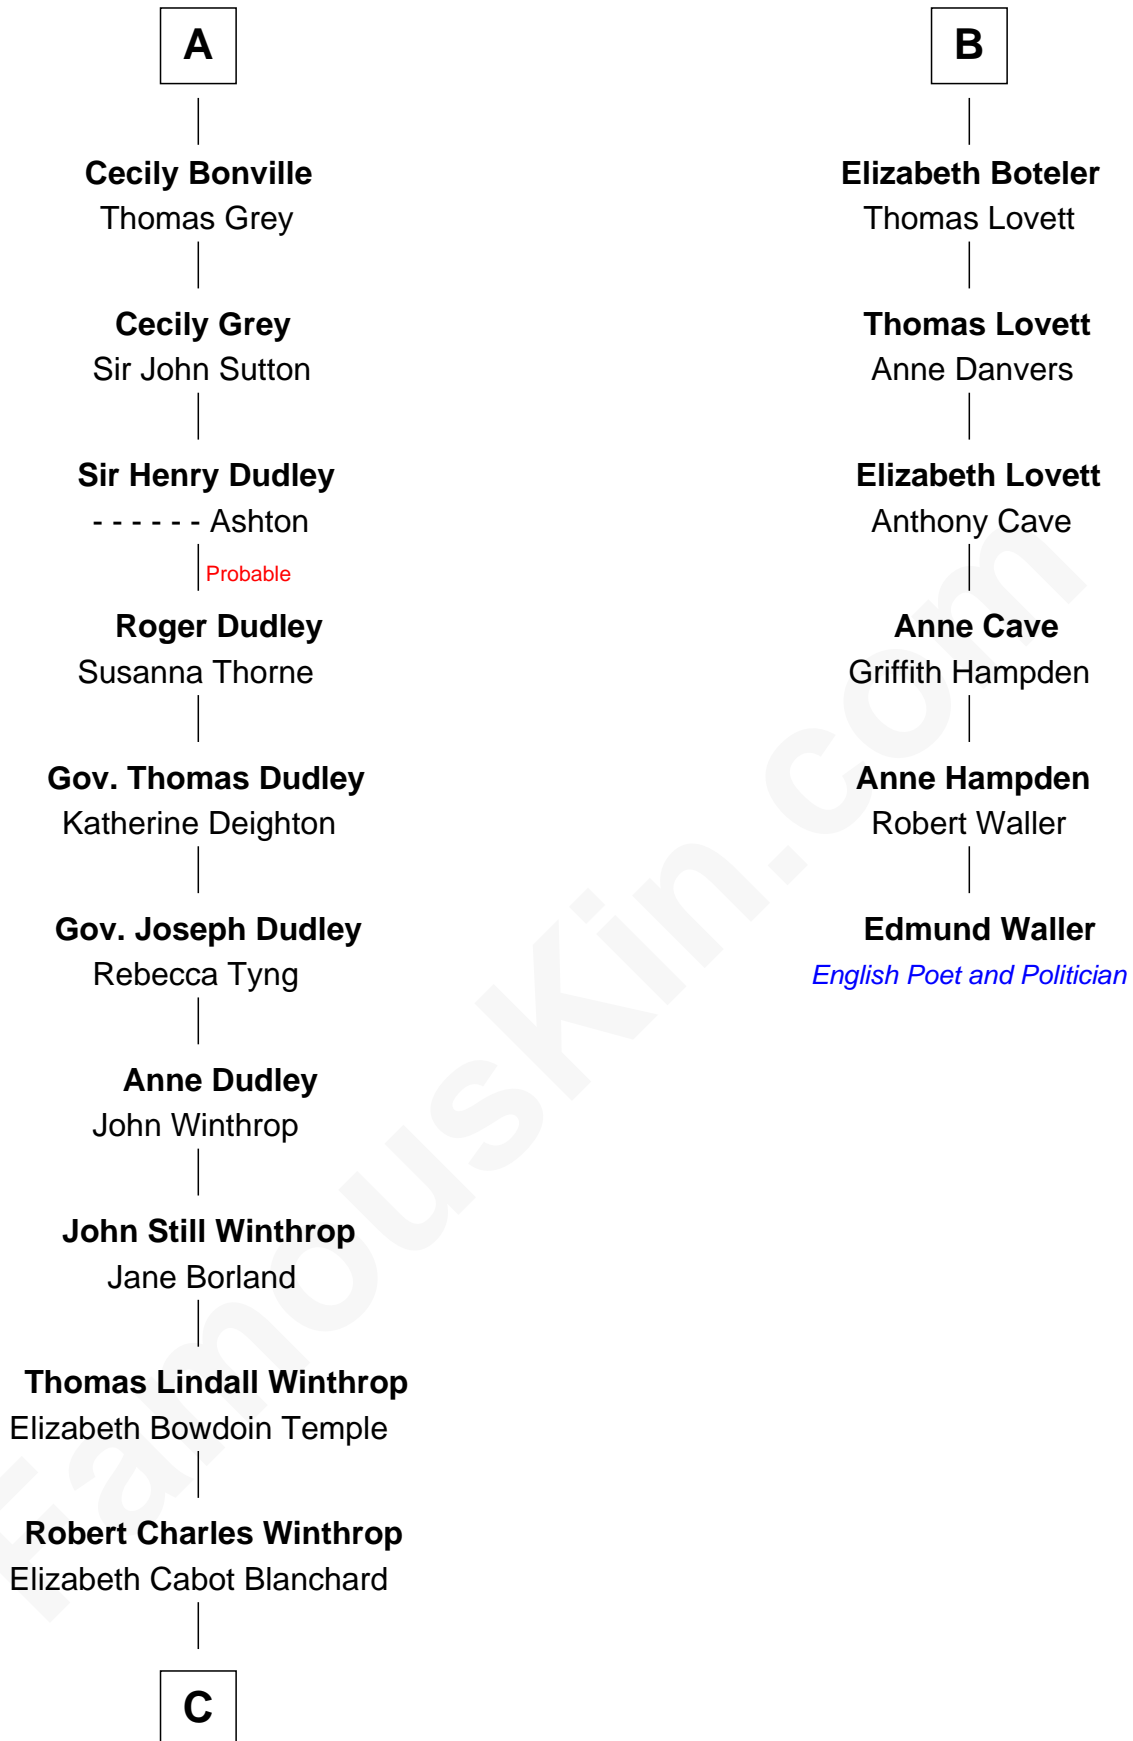 A
Cecily Bonville
Thomas Grey
Cecily Grey
Sir John Sutton
Sir Henry Dudley
- - - - - - Ashton
Probable
Roger Dudley
Susanna Thorne
Gov. Thomas Dudley
Katherine Deighton
Gov. Joseph Dudley
Rebecca Tyng
Anne Dudley
John Winthrop
John Still Winthrop
Jane Borland
Thomas Lindall Winthrop
Elizabeth Bowdoin Temple
Robert Charles Winthrop
Elizabeth Cabot Blanchard
C
B
Elizabeth Boteler
Thomas Lovett
Thomas Lovett
Anne Danvers
Elizabeth Lovett
Anthony Cave
Anne Cave
Griffith Hampden
Anne Hampden
Robert Waller
Edmund Waller
English Poet and Politician
FamousKin.com